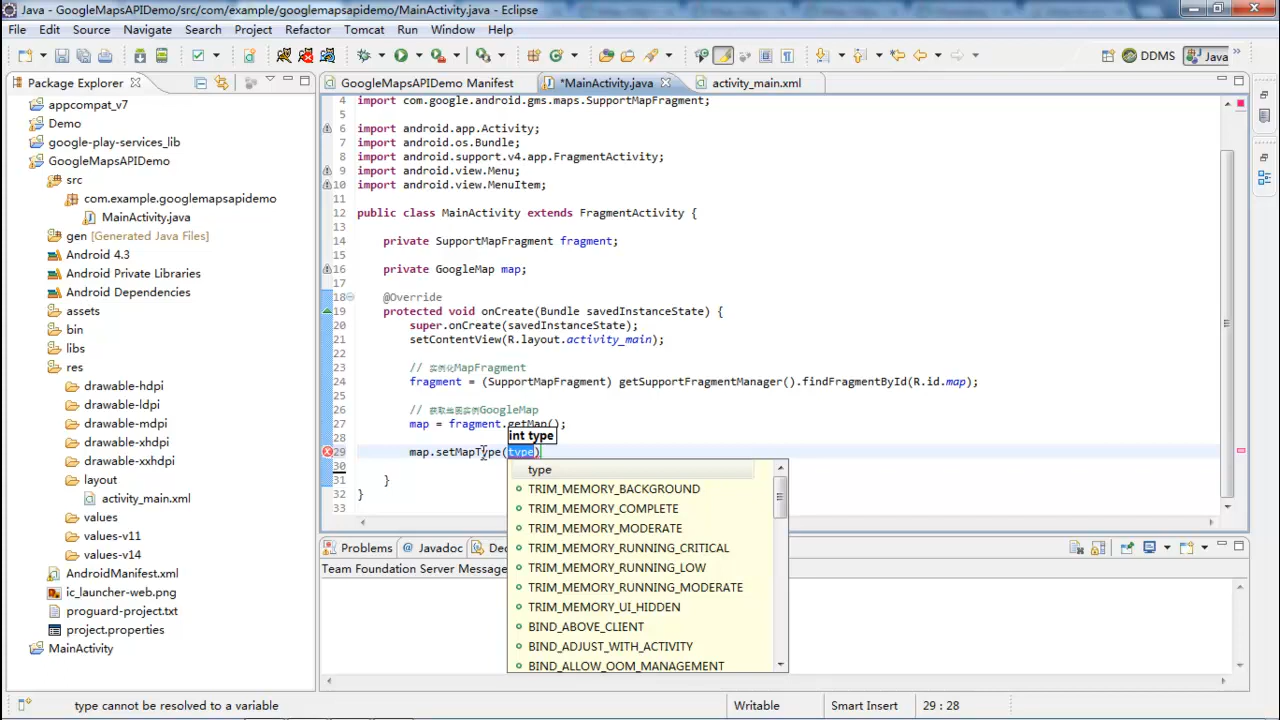 Java - GoogleMapsAPIDemo/src/com/example/googlemapsapidemo/MainActivity.java - Eclipse
File Edit Source Navigate Search Project Refactor Tomcat Run Window Help
DDMS Java
Package Explorer
GoogleMapsAPIDemo Manifest *MainActivity.java activity_main.xml
appcompat_v7
Demo
google-play-services_lib
GoogleMapsAPIDemo
src
com.example.googlemapsapidemo
MainActivity.java
gen [Generated Java Files]
Android 4.3
Android Private Libraries
Android Dependencies
assets
bin
libs
res
drawable-hdpi
drawable-ldpi
drawable-mdpi
drawable-xhdpi
drawable-xxhdpi
layout
activity_main.xml
values
values-v11
values-v14
AndroidManifest.xml
ic_launcher-web.png
proguard-project.txt
project.properties
MainActivity
4 import com.google.android.gms.maps.SupportMapFragment;
5
6 import android.app.Activity;
7 import android.os.Bundle;
8 import android.support.v4.app.FragmentActivity;
9 import android.view.Menu;
10 import android.view.MenuItem;
11
12 public class MainActivity extends FragmentActivity {
13
14 private SupportMapFragment fragment;
15
16 private GoogleMap map;
17
18 @Override
19 protected void onCreate(Bundle savedInstanceState) {
20 super.onCreate(savedInstanceState);
21 setContentView(R.layout.activity_main);
22
23 // 实例化MapFragment
24 fragment = (SupportMapFragment) getSupportFragmentManager().findFragmentById(R.id.map);
25
26 // 获取地图实例GoogleMap
27 map = fragment.getMap();
28
int type
29 map.setMapType(type)
30
31 }
32 }
33
type
TRIM_MEMORY_BACKGROUND
TRIM_MEMORY_COMPLETE
TRIM_MEMORY_MODERATE
TRIM_MEMORY_RUNNING_CRITICAL
TRIM_MEMORY_RUNNING_LOW
TRIM_MEMORY_RUNNING_MODERATE
TRIM_MEMORY_UI_HIDDEN
BIND_ABOVE_CLIENT
BIND_ADJUST_WITH_ACTIVITY
BIND_ALLOW_OOM_MANAGEMENT
Problems @ Javadoc De
Team Foundation Server Message
type cannot be resolved to a variable Writable Smart Insert 29 : 28